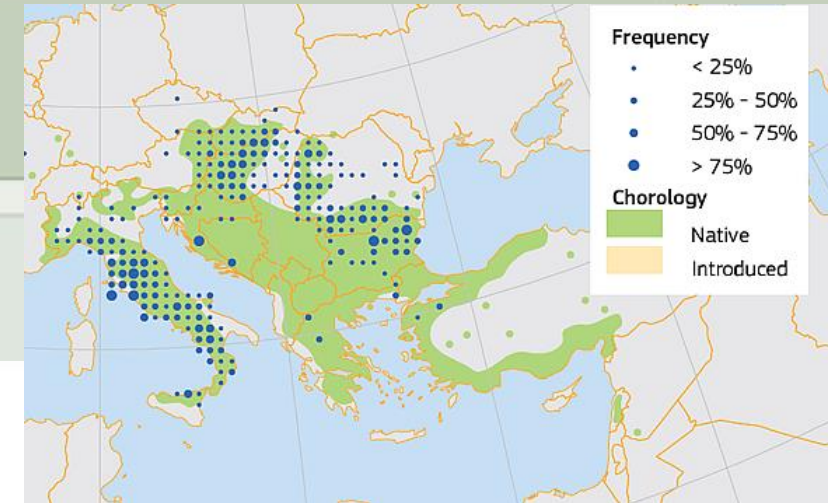 Frequency
< 25%
25% - 50%
50% - 75%
> 75%
Chorology
Native
Introduced